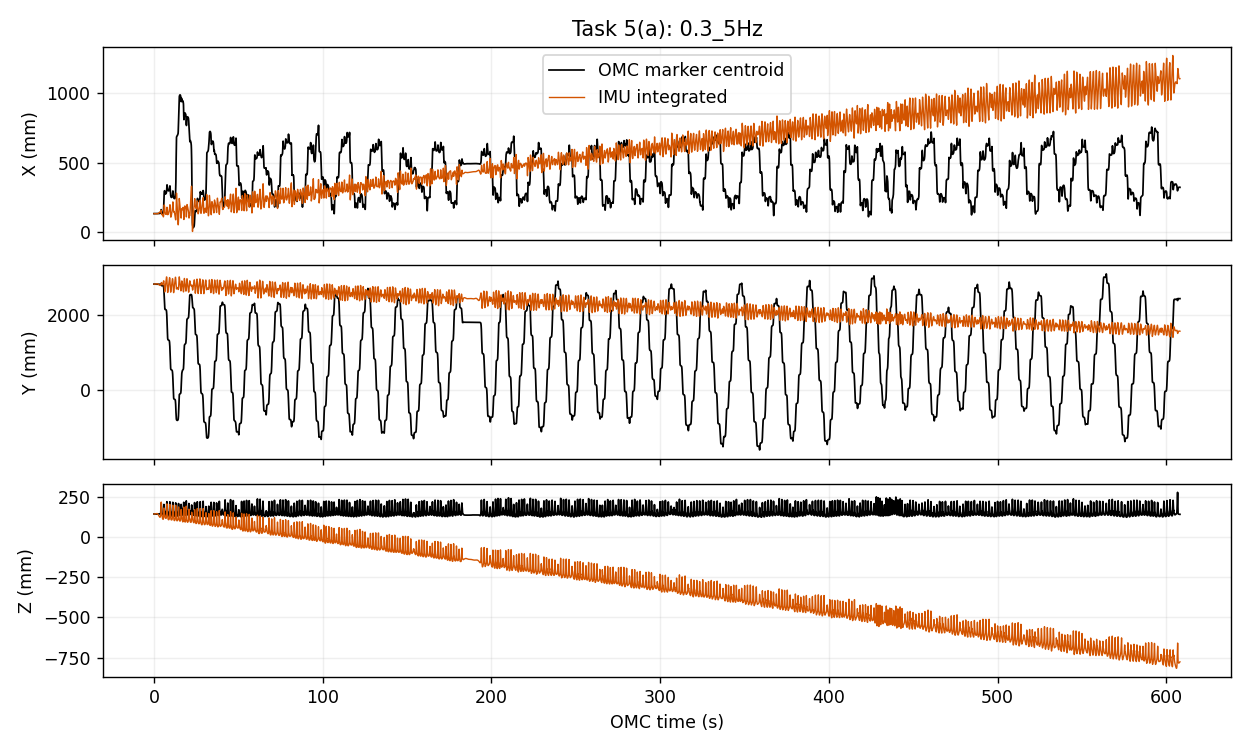 Task 5(a): 0.3_5Hz
OMC marker centroid
IMU integrated
X (mm)
1000
500
0
Y (mm)
2000
0
Z (mm)
250
0
−250
−500
−750
0 100 200 300 400 500 600
OMC time (s)